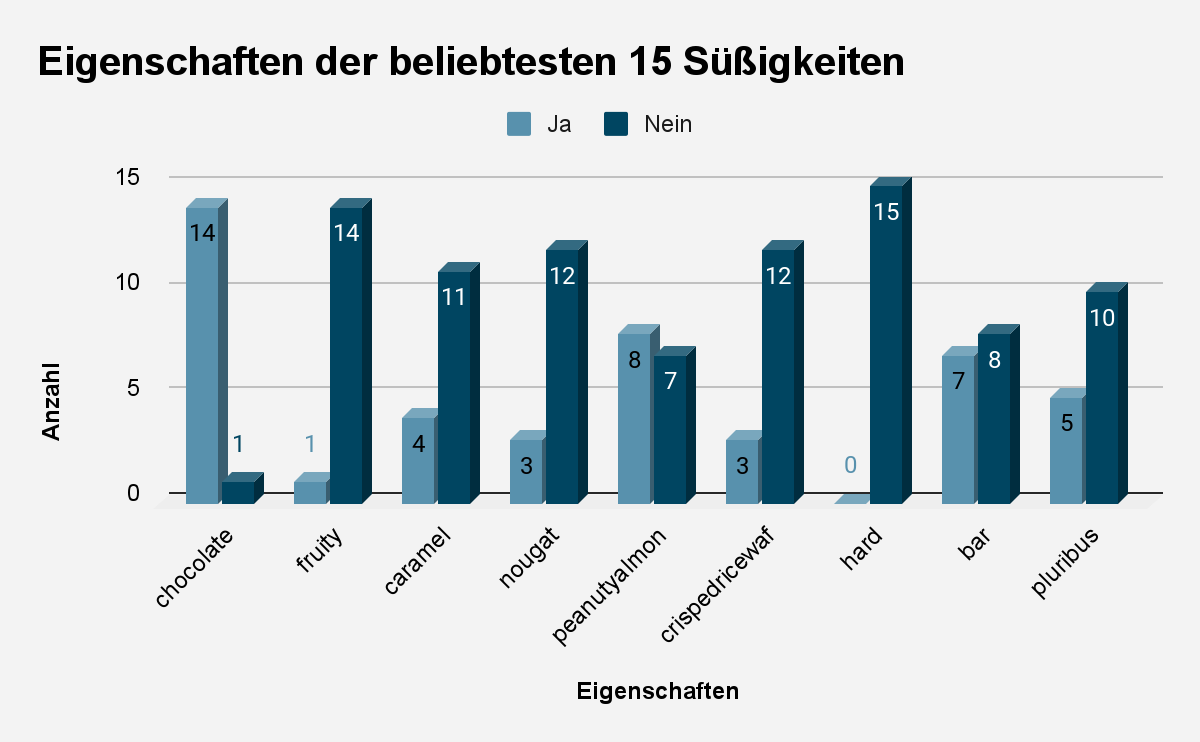 Eigenschaften der beliebtesten 15 Süßigkeiten
Ja Nein
15
10
5
0
Anzahl
14 1
1 14
4 11
3 12
8 7
3 12
0 15
7 8
5 10
chocolate
fruity
caramel
nougat
peanutyalmon
crispedricewaf
hard
bar
pluribus
Eigenschaften